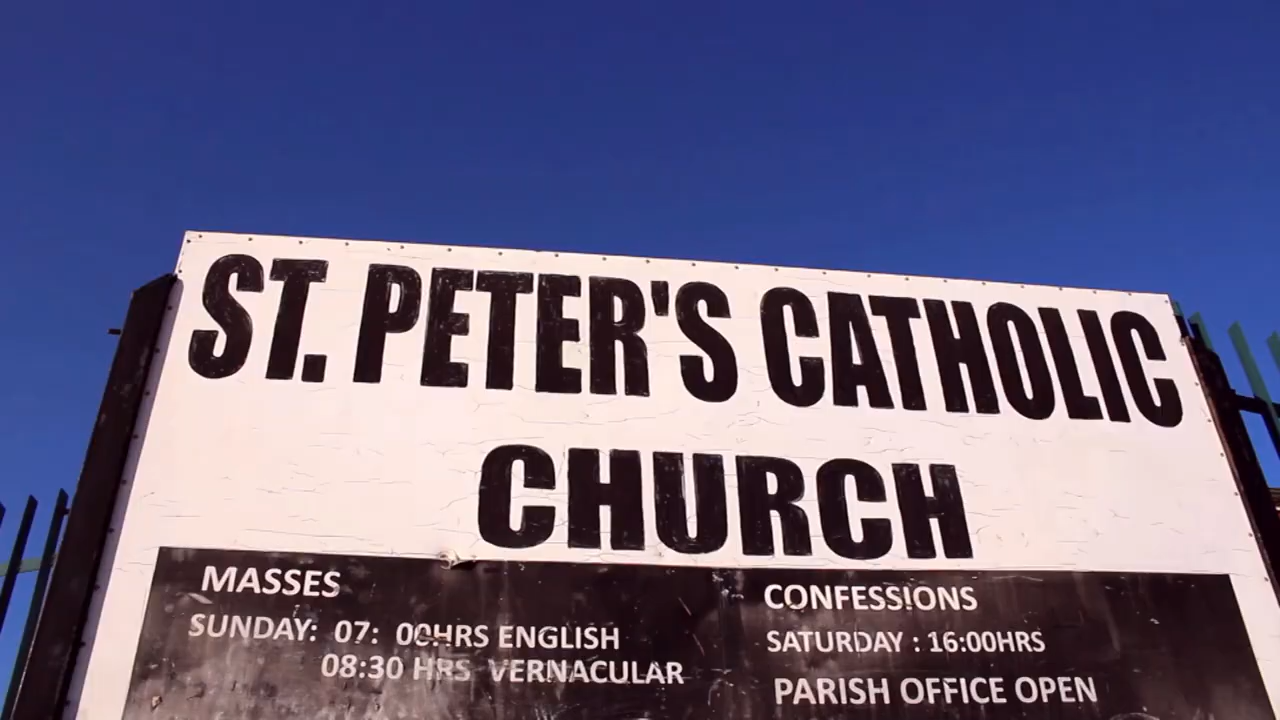 ST. PETER'S CATHOLIC
CHURCH
MASSES
SUNDAY: 07: 00HRS ENGLISH
08:30 HRS VERNACULAR
CONFESSIONS
SATURDAY : 16:00HRS
PARISH OFFICE OPEN